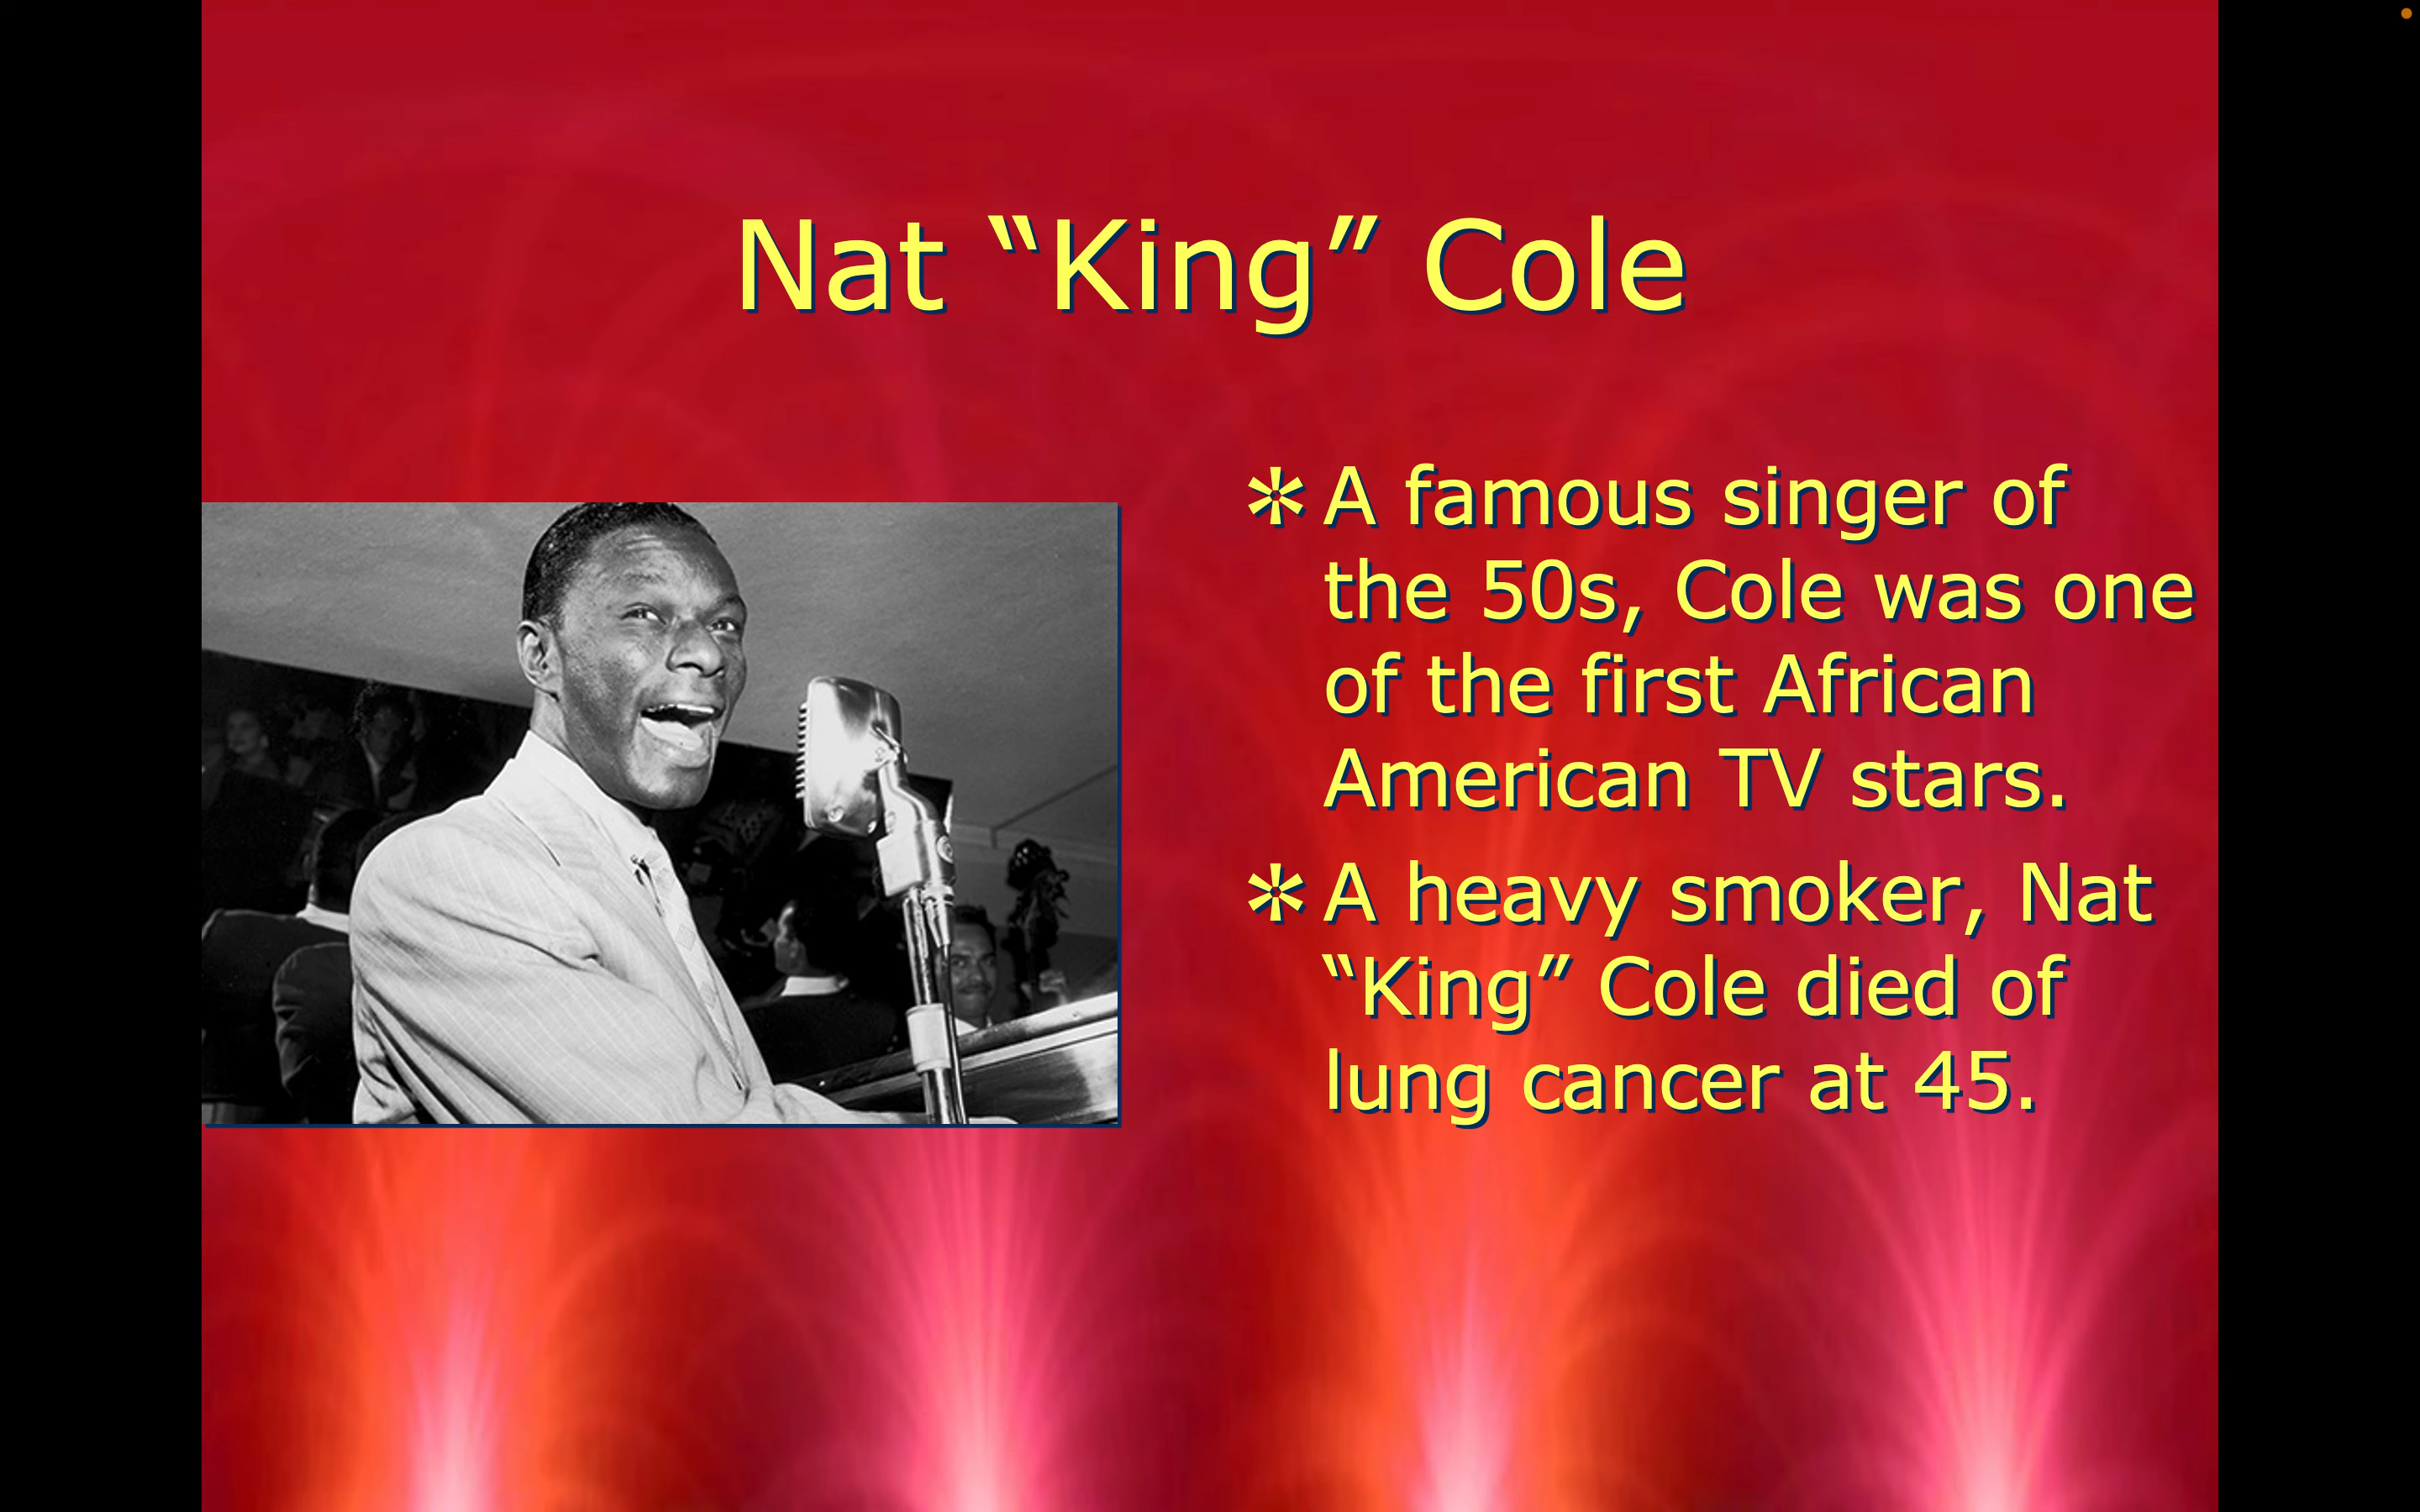 Nat “King” Cole
* A famous singer of
the 50s, Cole was one
of the first African
American TV stars.
* A heavy smoker, Nat
“King” Cole died of
lung cancer at 45.